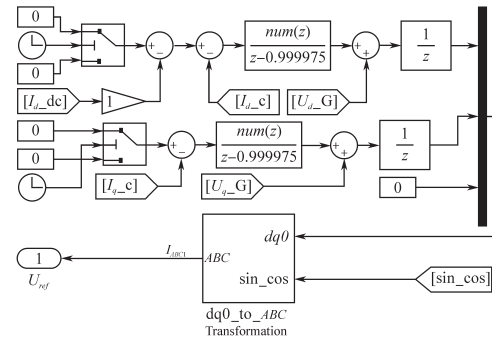 0
0
[I_d_dc]
1
+
−
+
−
num(z)
z−0.999975
[I_d_c]
[U_d_G]
+
+
1
z
0
0
[I_q_c]
+
−
num(z)
z−0.999975
[U_q_G]
+
+
1
z
0
dq0
1
U_ref
I_ABC1
ABC
sin_cos
[sin_cos]
dq0_to_ABC
Transformation